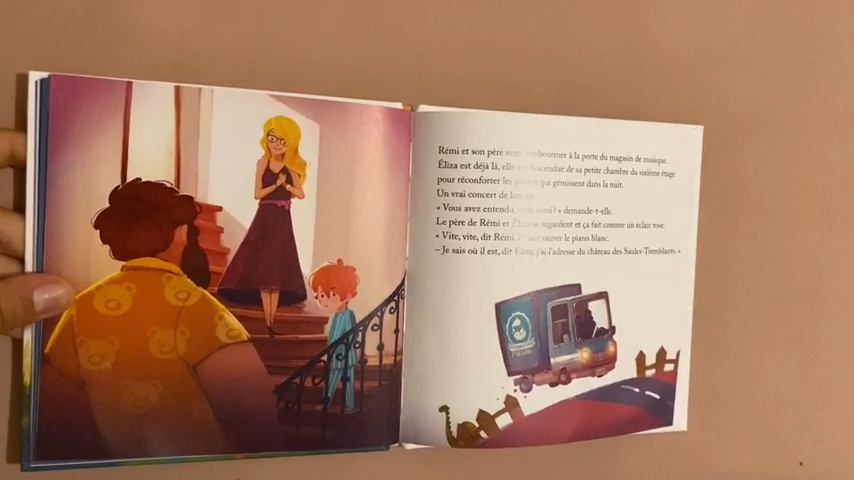 Rémi et son père vont tambouriner à la porte du magasin de musique.
Éliza est déjà là, elle est descendue de sa petite chambre du sixième étage
pour réconforter les pianos qui gémissent dans la nuit.
Un vrai concert de
« Vous avez entendu, vous aussi ? » demande-t-elle.
Le père de Rémi et Éliza se regardent et ça fait comme un éclair rose.
« Vite, vite, dit Rémi. Il faut sauver le piano blanc.
– Je sais où il est, dit Éliza, j'ai l'adresse du château des Saules-Tremblants. »